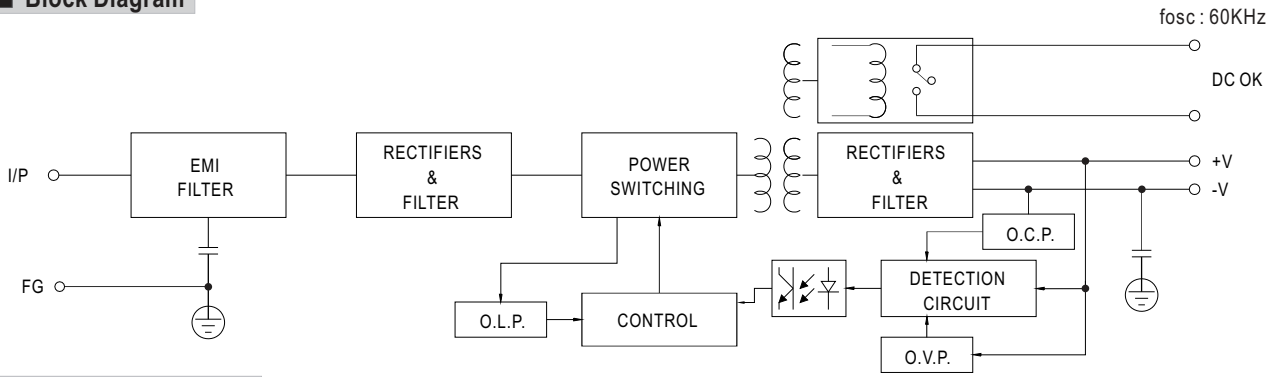 Block Diagram
fosc : 60KHz
DC OK
I/P
EMI
FILTER
RECTIFIERS
&
FILTER
POWER
SWITCHING
RECTIFIERS
&
FILTER
+V
-V
O.C.P.
FG
O.L.P.
CONTROL
DETECTION
CIRCUIT
O.V.P.